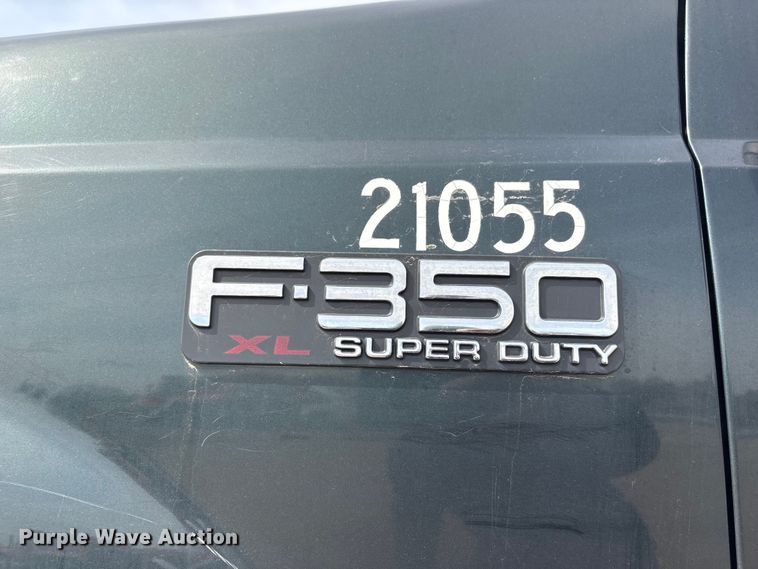 21055
F-350
XL SUPER DUTY
Purple Wave Auction